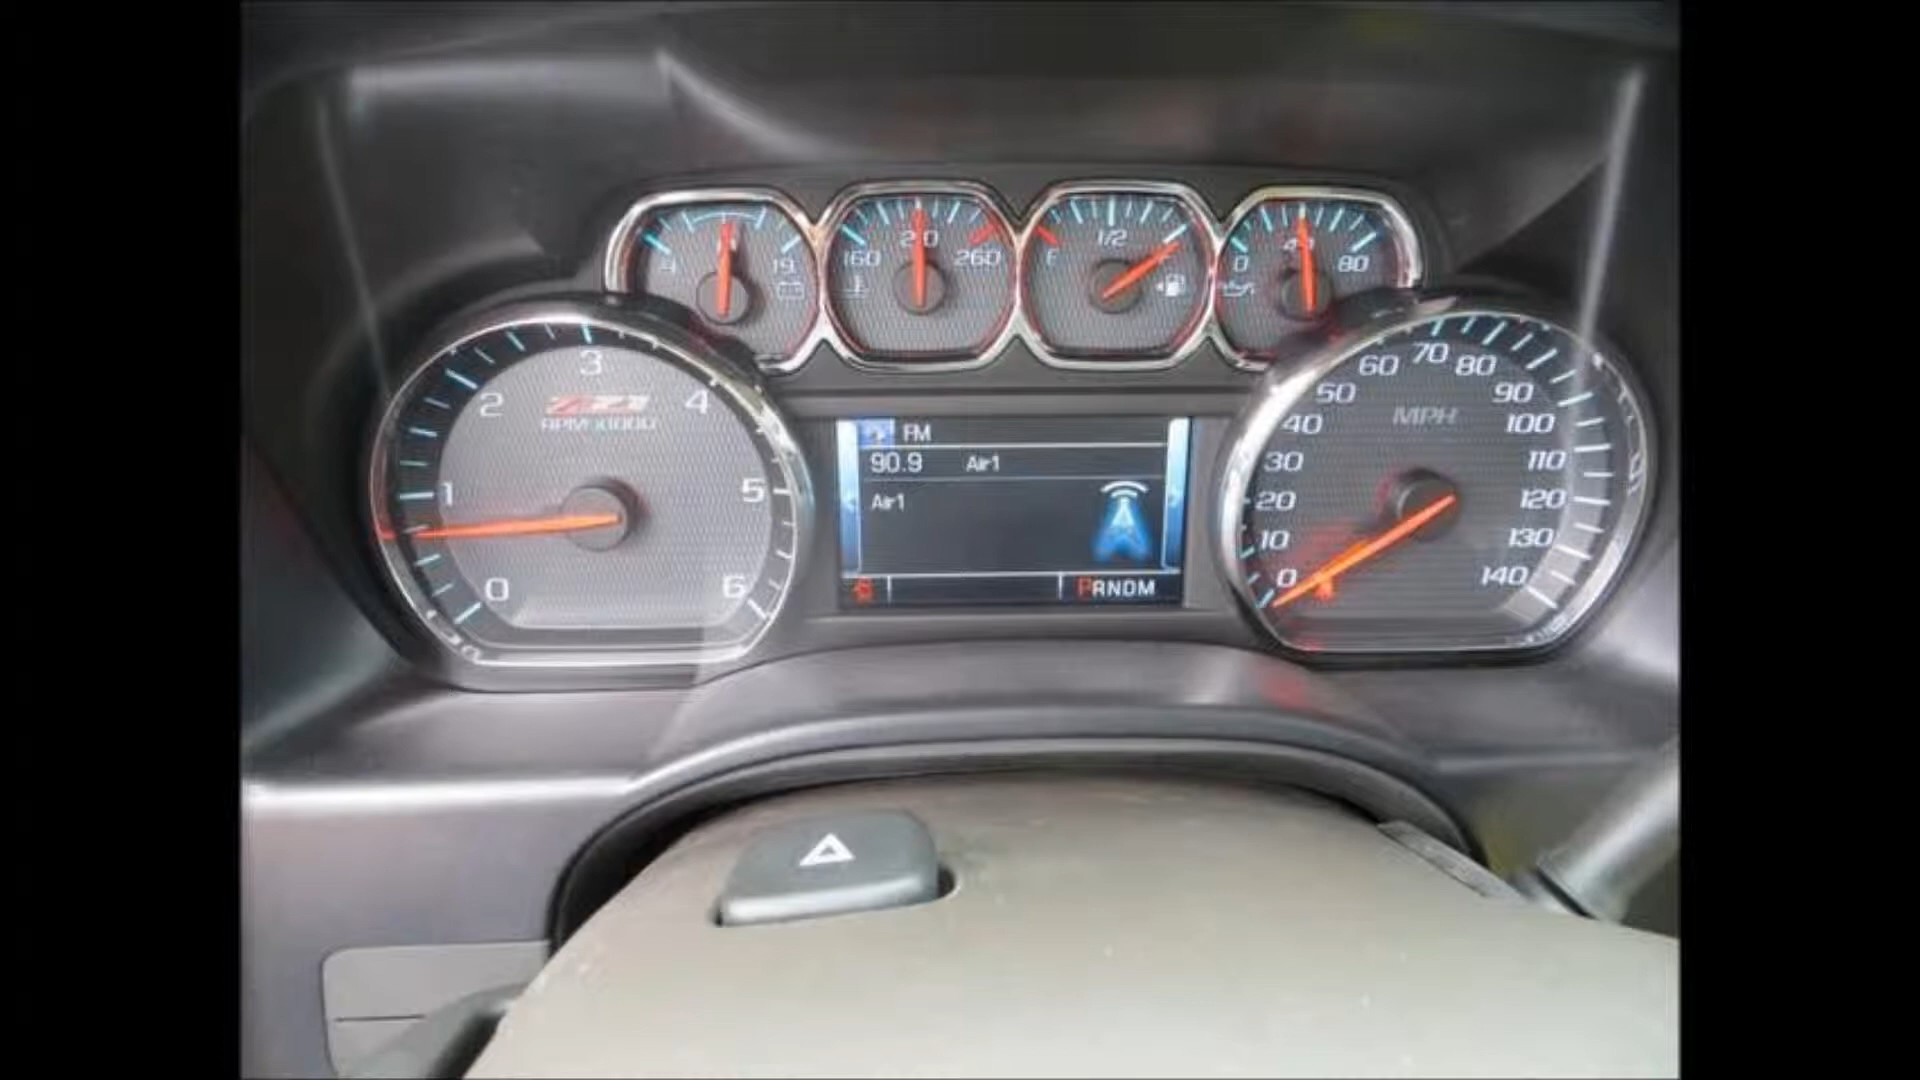 19
160 210 260
E 1/2
0 40 80
0 1 2 3 4 5 6
Z71
RPM X1000
FM
90.9 Air1
Air1
PRNDM
0 10 20 30 40 50 60 70 80 90 100 110 120 130 140
MPH